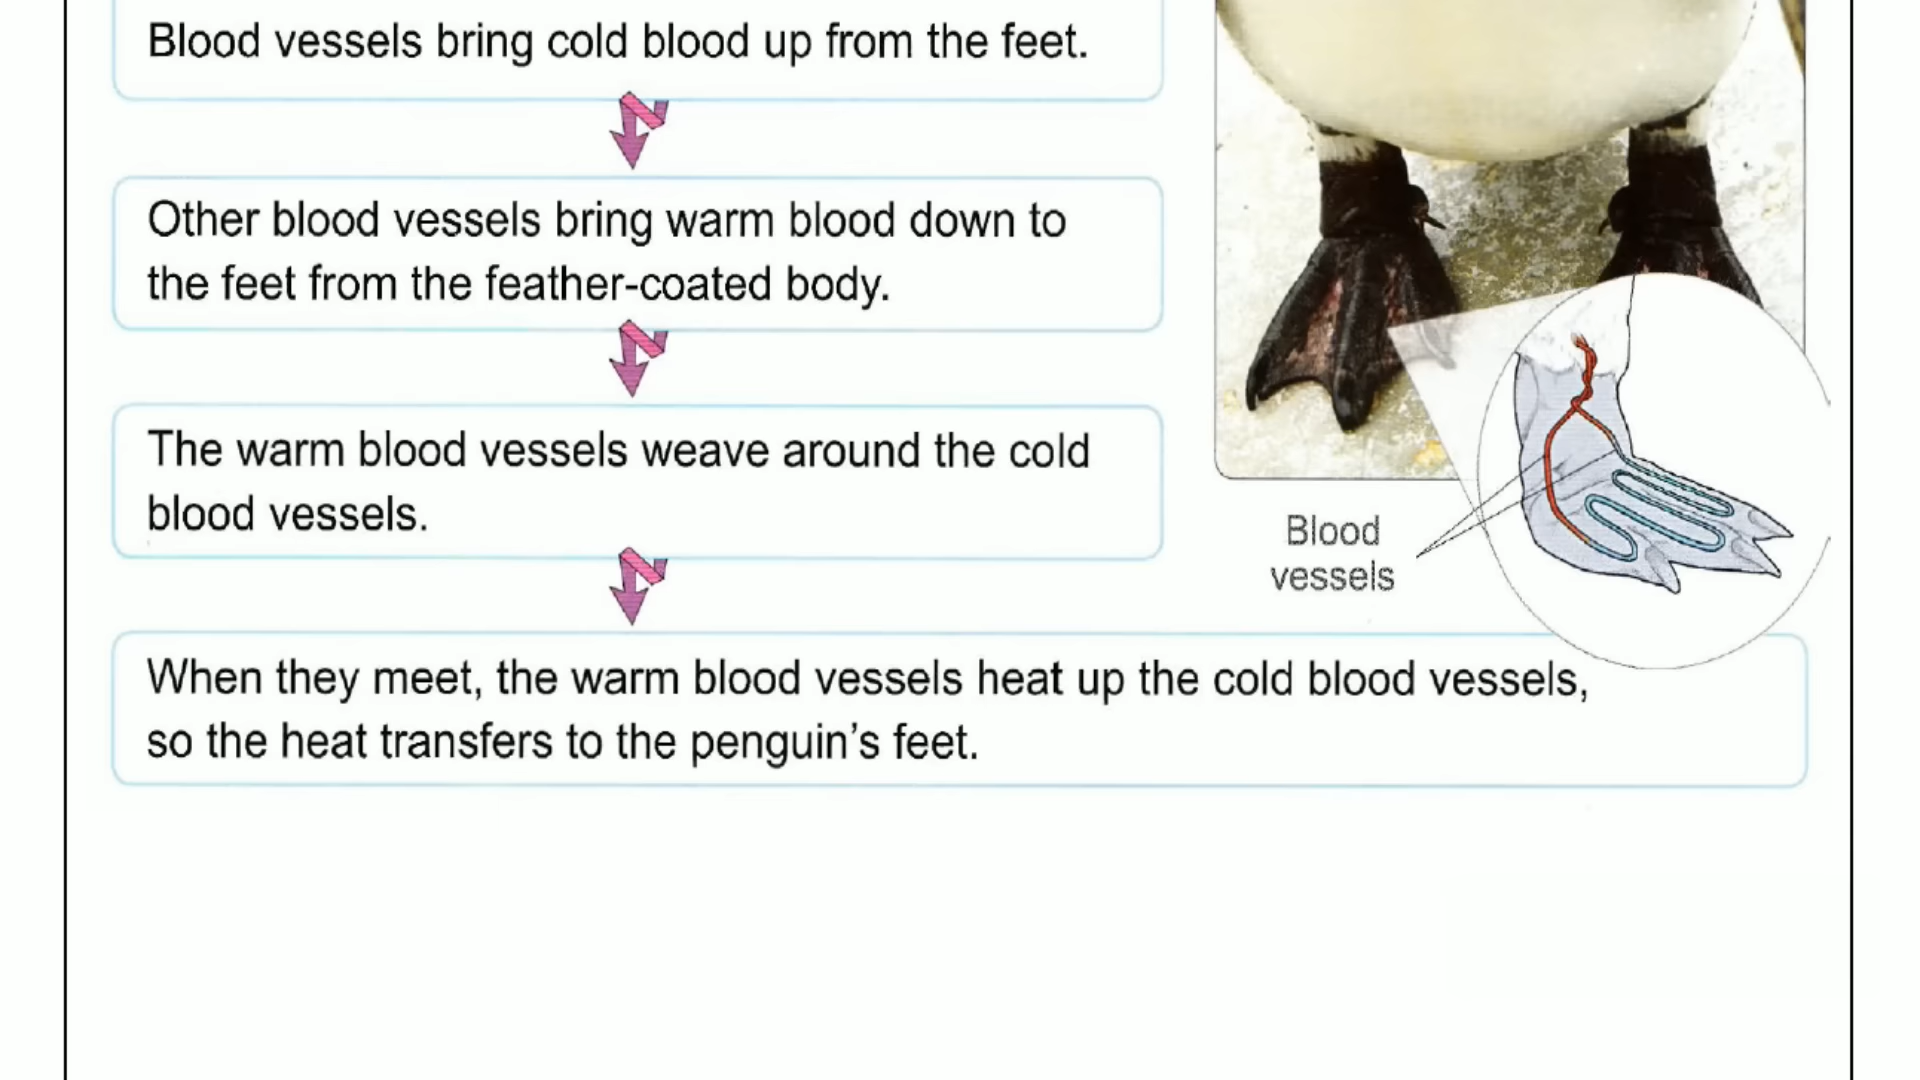 Blood vessels bring cold blood up from the feet.
Other blood vessels bring warm blood down to
the feet from the feather-coated body.
The warm blood vessels weave around the cold
blood vessels.
Blood
vessels
When they meet, the warm blood vessels heat up the cold blood vessels,
so the heat transfers to the penguin's feet.